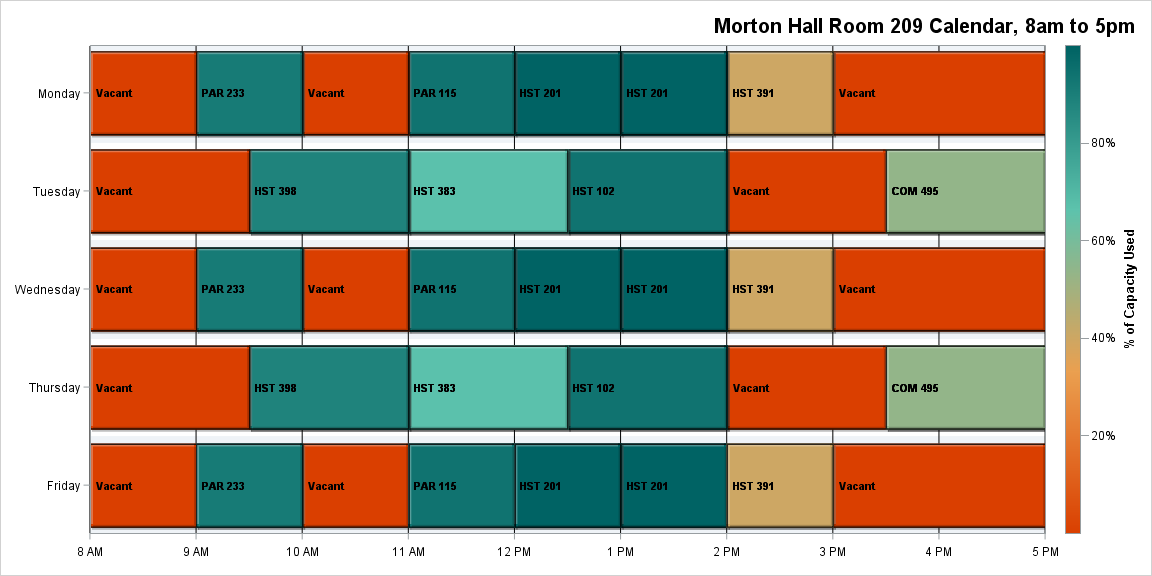 Morton Hall Room 209 Calendar, 8am to 5pm
Monday
Vacant
PAR 233
Vacant
PAR 115
HST 201
HST 201
HST 391
Vacant
Tuesday
Vacant
HST 398
HST 383
HST 102
Vacant
COM 495
Wednesday
Vacant
PAR 233
Vacant
PAR 115
HST 201
HST 201
HST 391
Vacant
Thursday
Vacant
HST 398
HST 383
HST 102
Vacant
COM 495
Friday
Vacant
PAR 233
Vacant
PAR 115
HST 201
HST 201
HST 391
Vacant
8 AM
9 AM
10 AM
11 AM
12 PM
1 PM
2 PM
3 PM
4 PM
5 PM
80%
60%
40%
20%
% of Capacity Used